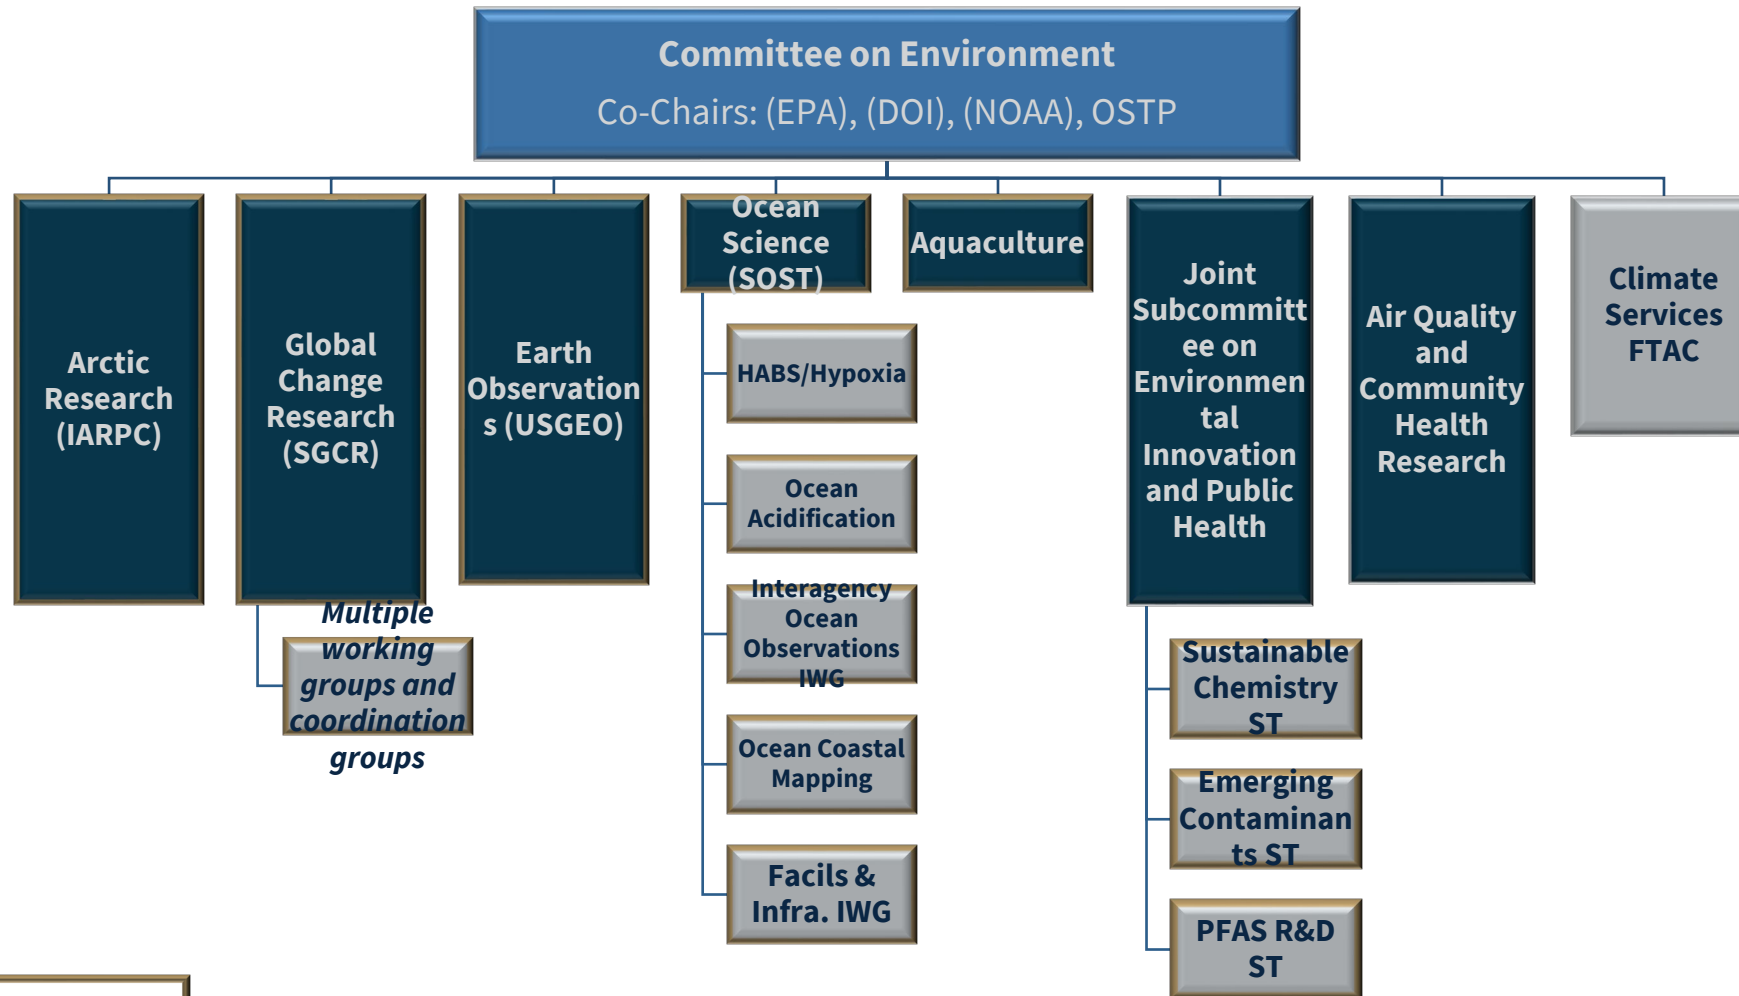 Committee on Environment
Co-Chairs: (EPA), (DOI), (NOAA), OSTP
Arctic
Research
(IARPC)
Global
Change
Research
(SGCR)
Multiple
working
groups and
coordination
groups
Earth
Observation
s (USGEO)
Ocean
Science
(SOST)
HABS/Hypoxia
Ocean
Acidification
Interagency
Ocean
Observations
IWG
Ocean Coastal
Mapping
Facils &
Infra. IWG
Aquaculture
Joint
Subcommitt
ee on
Environmen
tal
Innovation
and Public
Health
Sustainable
Chemistry
ST
Emerging
Contaminan
ts ST
PFAS R&D
ST
Air Quality
and
Community
Health
Research
Climate
Services
FTAC